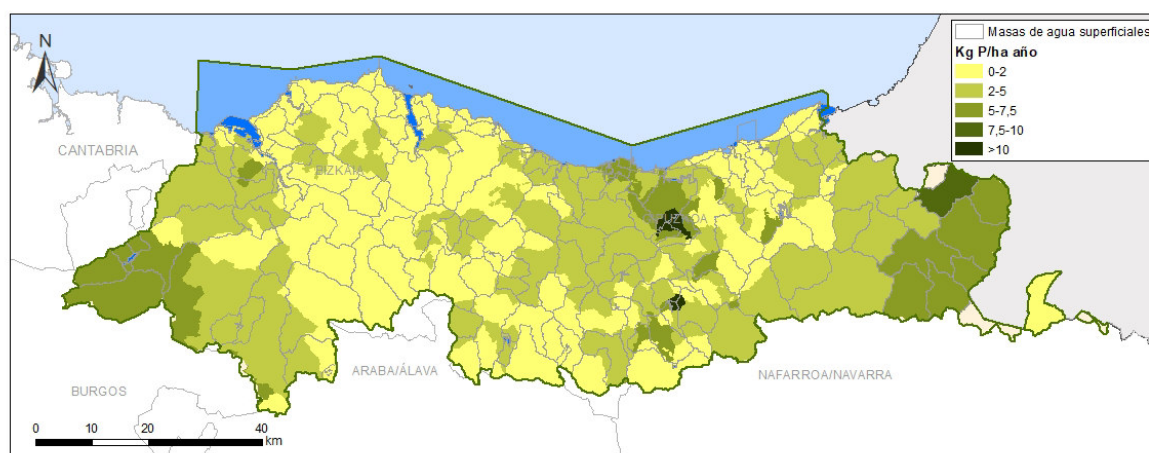 N
Masas de agua superficiales
Kg P/ha año
0-2
2-5
5-7,5
7,5-10
>10
CANTABRIA
BIZKAIA
GIPUZKOA
ARABA/ÁLAVA
NAFARROA/NAVARRA
BURGOS
0 10 20 40
km